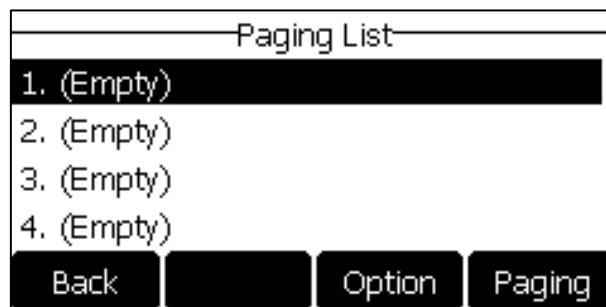 Paging List
1. (Empty)
2. (Empty)
3. (Empty)
4. (Empty)
Back Option Paging